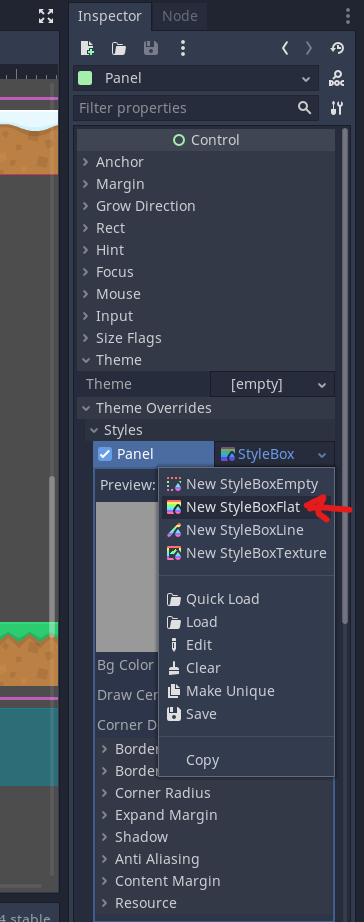 Inspector Node
Panel
DOC
Filter properties
Control
Anchor
Margin
Grow Direction
Rect
Hint
Focus
Mouse
Input
Size Flags
Theme
Theme [empty]
Theme Overrides
Styles
Panel StyleBox
Preview:
New StyleBoxEmpty
New StyleBoxFlat
New StyleBoxLine
New StyleBoxTexture
Quick Load
Load
Edit
Clear
Make Unique
Save
Copy
Bg Color
Draw Cen
Corner D
Border
Border
Corner Radius
Expand Margin
Shadow
Anti Aliasing
Content Margin
Resource
4.stable